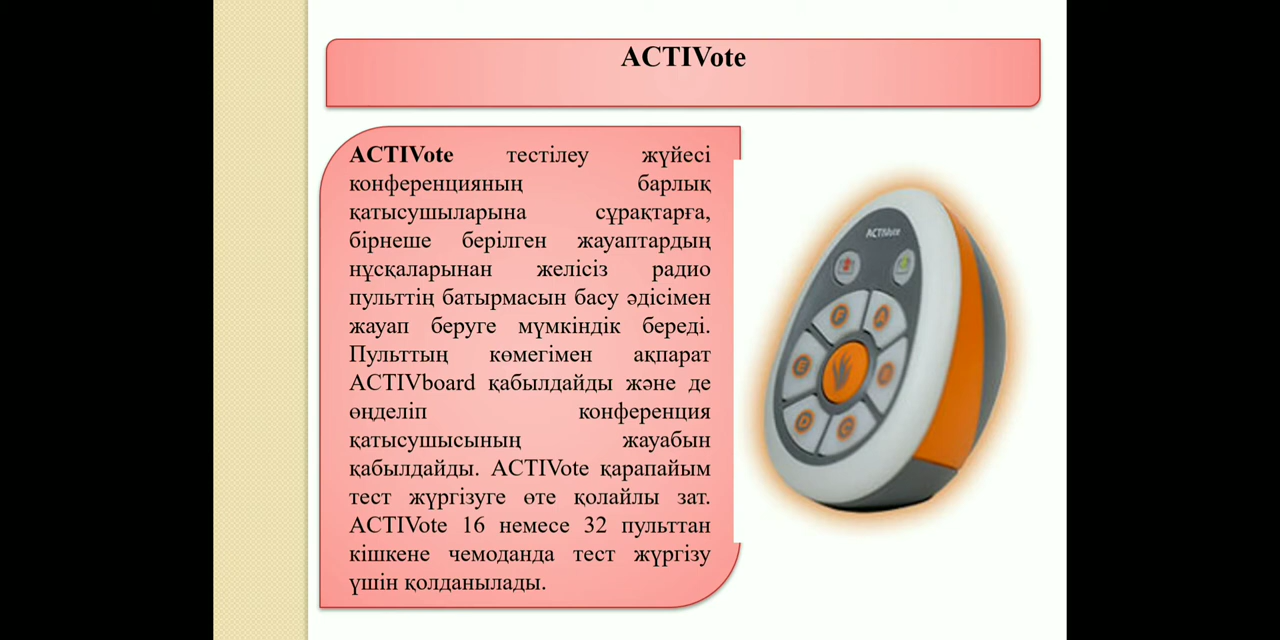 ACTIVote
ACTIVote тестілеу жүйесі
конференцияның барлық
қатысушыларына сұрақтарға,
бірнеше берілген жауаптардың
нұсқаларынан желісіз радио
пульттің батырмасын басу әдісімен
жауап беруге мүмкіндік береді.
Пульттың көмегімен ақпарат
ACTIVboard қабылдайды және де
өңделіп конференция
қатысушысының жауабын
қабылдайды. ACTIVote қарапайым
тест жүргізуге өте қолайлы зат.
ACTIVote 16 немесе 32 пульттан
кішкене чемоданда тест жүргізу
үшін қолданылады.
ACTIVote
F A
E B
D C